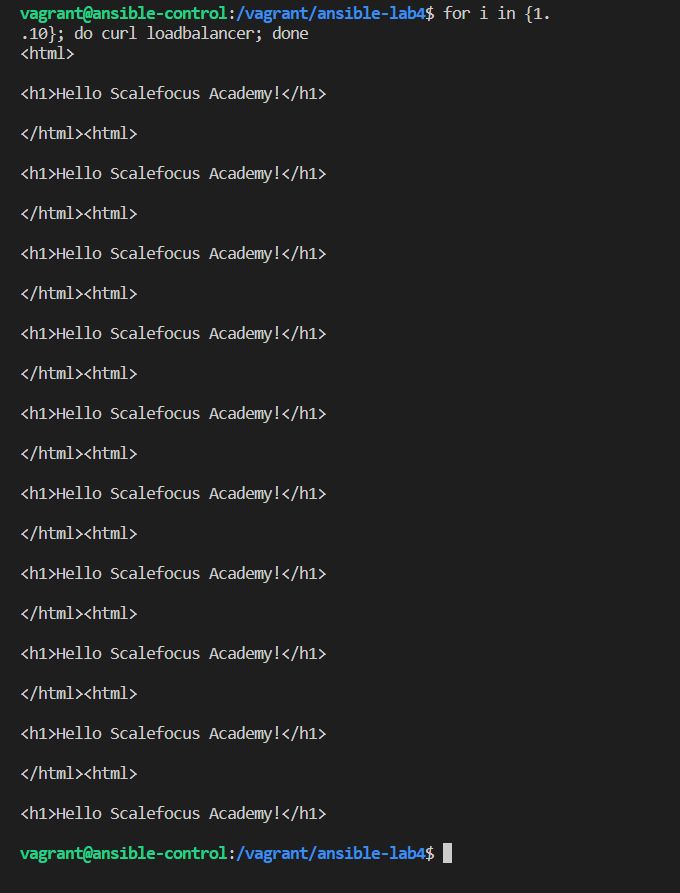 vagrant@ansible-control:/vagrant/ansible-lab4$ for i in {1.
.10}; do curl loadbalancer; done
<html>
<h1>Hello Scalefocus Academy!</h1>
</html><html>
<h1>Hello Scalefocus Academy!</h1>
</html><html>
<h1>Hello Scalefocus Academy!</h1>
</html><html>
<h1>Hello Scalefocus Academy!</h1>
</html><html>
<h1>Hello Scalefocus Academy!</h1>
</html><html>
<h1>Hello Scalefocus Academy!</h1>
</html><html>
<h1>Hello Scalefocus Academy!</h1>
</html><html>
<h1>Hello Scalefocus Academy!</h1>
</html><html>
<h1>Hello Scalefocus Academy!</h1>
</html><html>
<h1>Hello Scalefocus Academy!</h1>
vagrant@ansible-control:/vagrant/ansible-lab4$